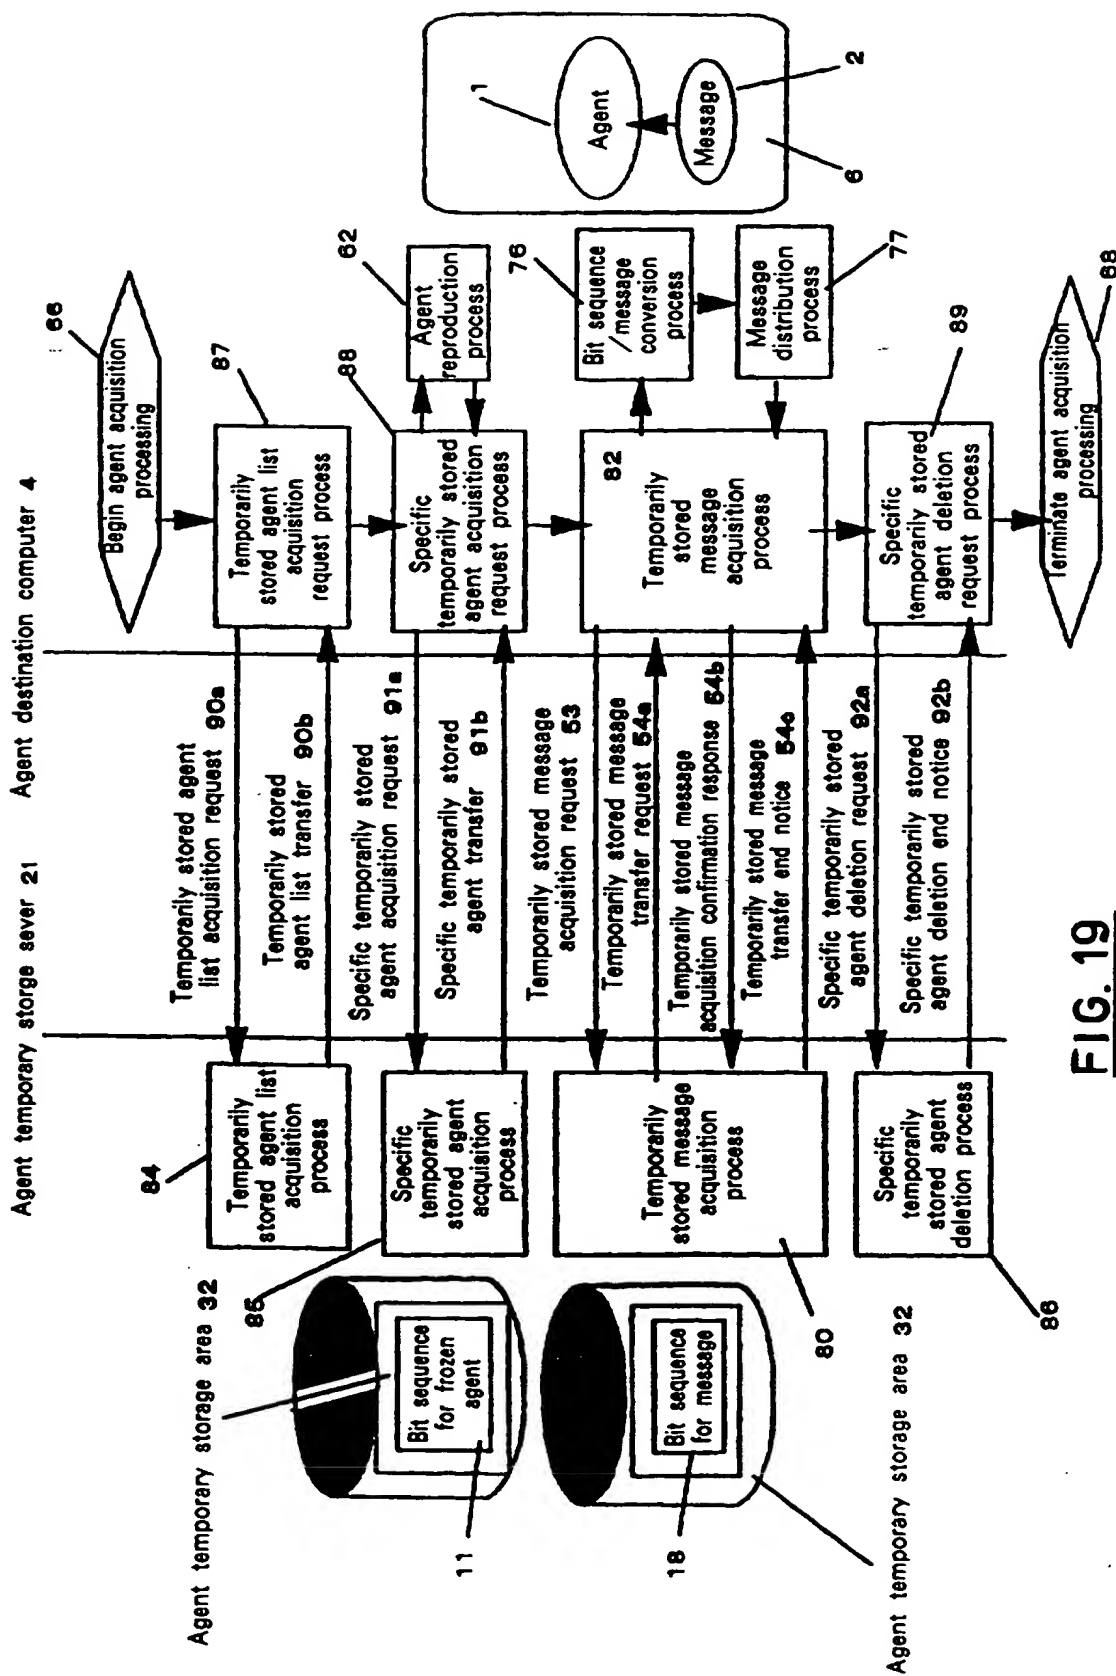 Agent temporary storge sever 21
Agent destination computer 4
66
Begin agent acquisition
processing
84
Temporarily
stored agent list
acquisition
process
Temporarily stored agent
list acquisition request 90a
Temporarily stored
agent list transfer 90b
87
Temporarily
stored agent list
acquisition
request process
Agent temporary storage area 32
85
Bit sequence
for frozen
agent
11
Specific
temporarily
stored agent
acquisition
process
Specific temporarily stored
agent acquisition request 91a
Specific temporarily stored
agent transfer 91b
88
Specific
temporarily stored
agent acquisition
request process
62
Agent
reproduction
process
1
Agent
Message
2
6
Bit sequence
for message
18
Agent temporary storage area 32
Temporarily
stored message
acquisition
process
80
Temporarily stored message
acquisition request 53
Temporarily stored message
transfer request 54a
Temporarily stored message
acquisition confirmation response 54b
Temporarily stored message
transfer end notice 54c
82
Temporarily
stored
message
acquisition
process
76
Bit sequence
/message
conversion
process
Message
distribution
process
77
Specific
temporarily
stored agent
deletion process
86
Specific temporarily stored
agent deletion request 92a
Specific temporarily stored
agent deletion end notice 92b
89
Specific
temporarily stored
agent deletion
request process
Terminate agent acquisition
processing
68
FIG. 19